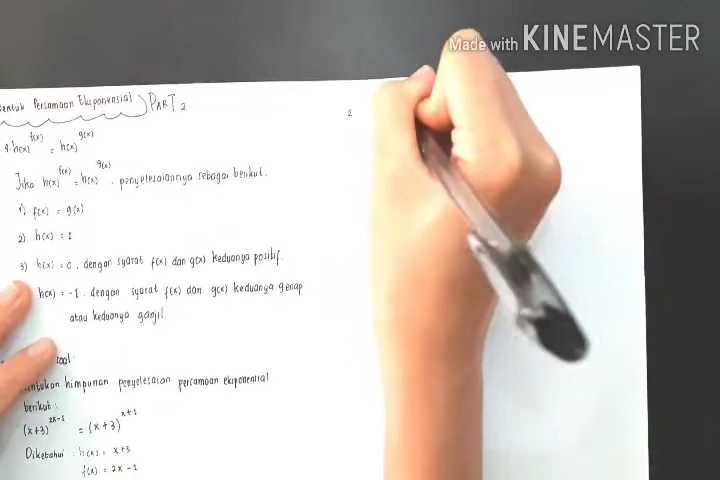 Made with KINEMASTER
Persamaan Eksponensial PART 2
2
4. h(x)^f(x) = h(x)^g(x)
Jika h(x)^f(x) = h(x)^g(x) , penyelesaiannya sebagai berikut.
1) f(x) = g(x)
2) h(x) = 1
3) h(x) = 0 , dengan syarat f(x) dan g(x) keduanya positif.
h(x) = -1 . dengan syarat f(x) dan g(x) keduanya genap
atau keduanya ganjil.
himpunan penyelesaian persamaan eksponensial
berikut :
(x+3)^2x-1 = (x+3)^x+1
Diketahui : h(x) = x+3
f(x) = 2x-1